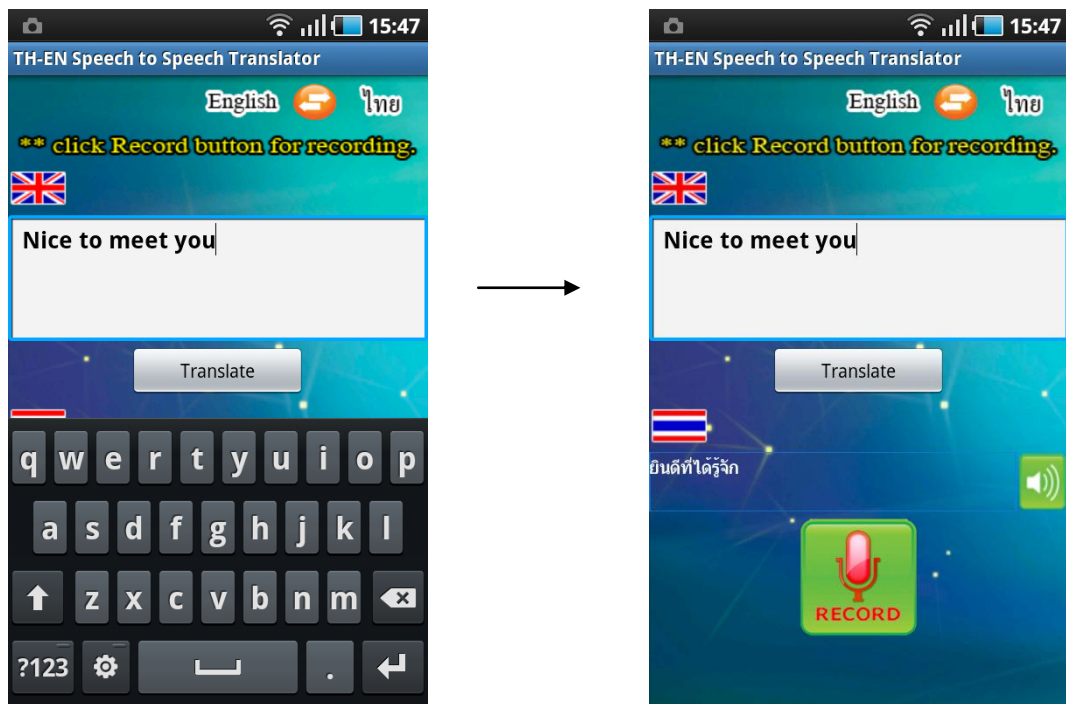 15:47
TH-EN Speech to Speech Translator
English ไทย
** click Record button for recording.
Nice to meet you
Translate
q w e r t y u i o p
a s d f g h j k l
z x c v b n m
?123 .
15:47
TH-EN Speech to Speech Translator
English ไทย
** click Record button for recording.
Nice to meet you
Translate
ยินดีที่ได้รู้จัก
RECORD